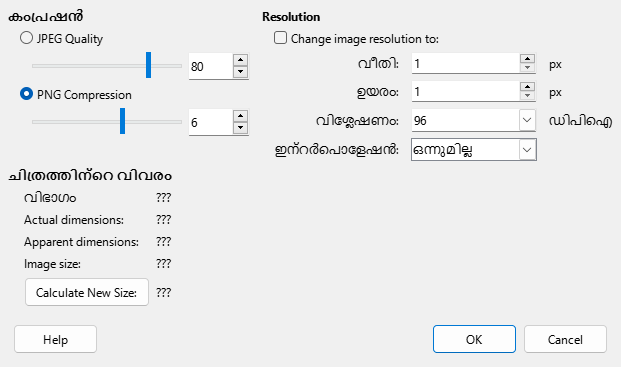 കംപ്രഷൻ
JPEG Quality
80
PNG Compression
6
ചിത്രത്തിന്റെ വിവരം
വിഭാഗം ???
Actual dimensions: ???
Apparent dimensions: ???
Image size: ???
Calculate New Size: ???
Resolution
Change image resolution to:
വീതി: 1 px
ഉയരം: 1 px
വിശ്ലേഷണം: 96 ഡിപിഐ
ഇന്റർപൊളേഷൻ: ഒന്നുമില്ല
Help
OK
Cancel